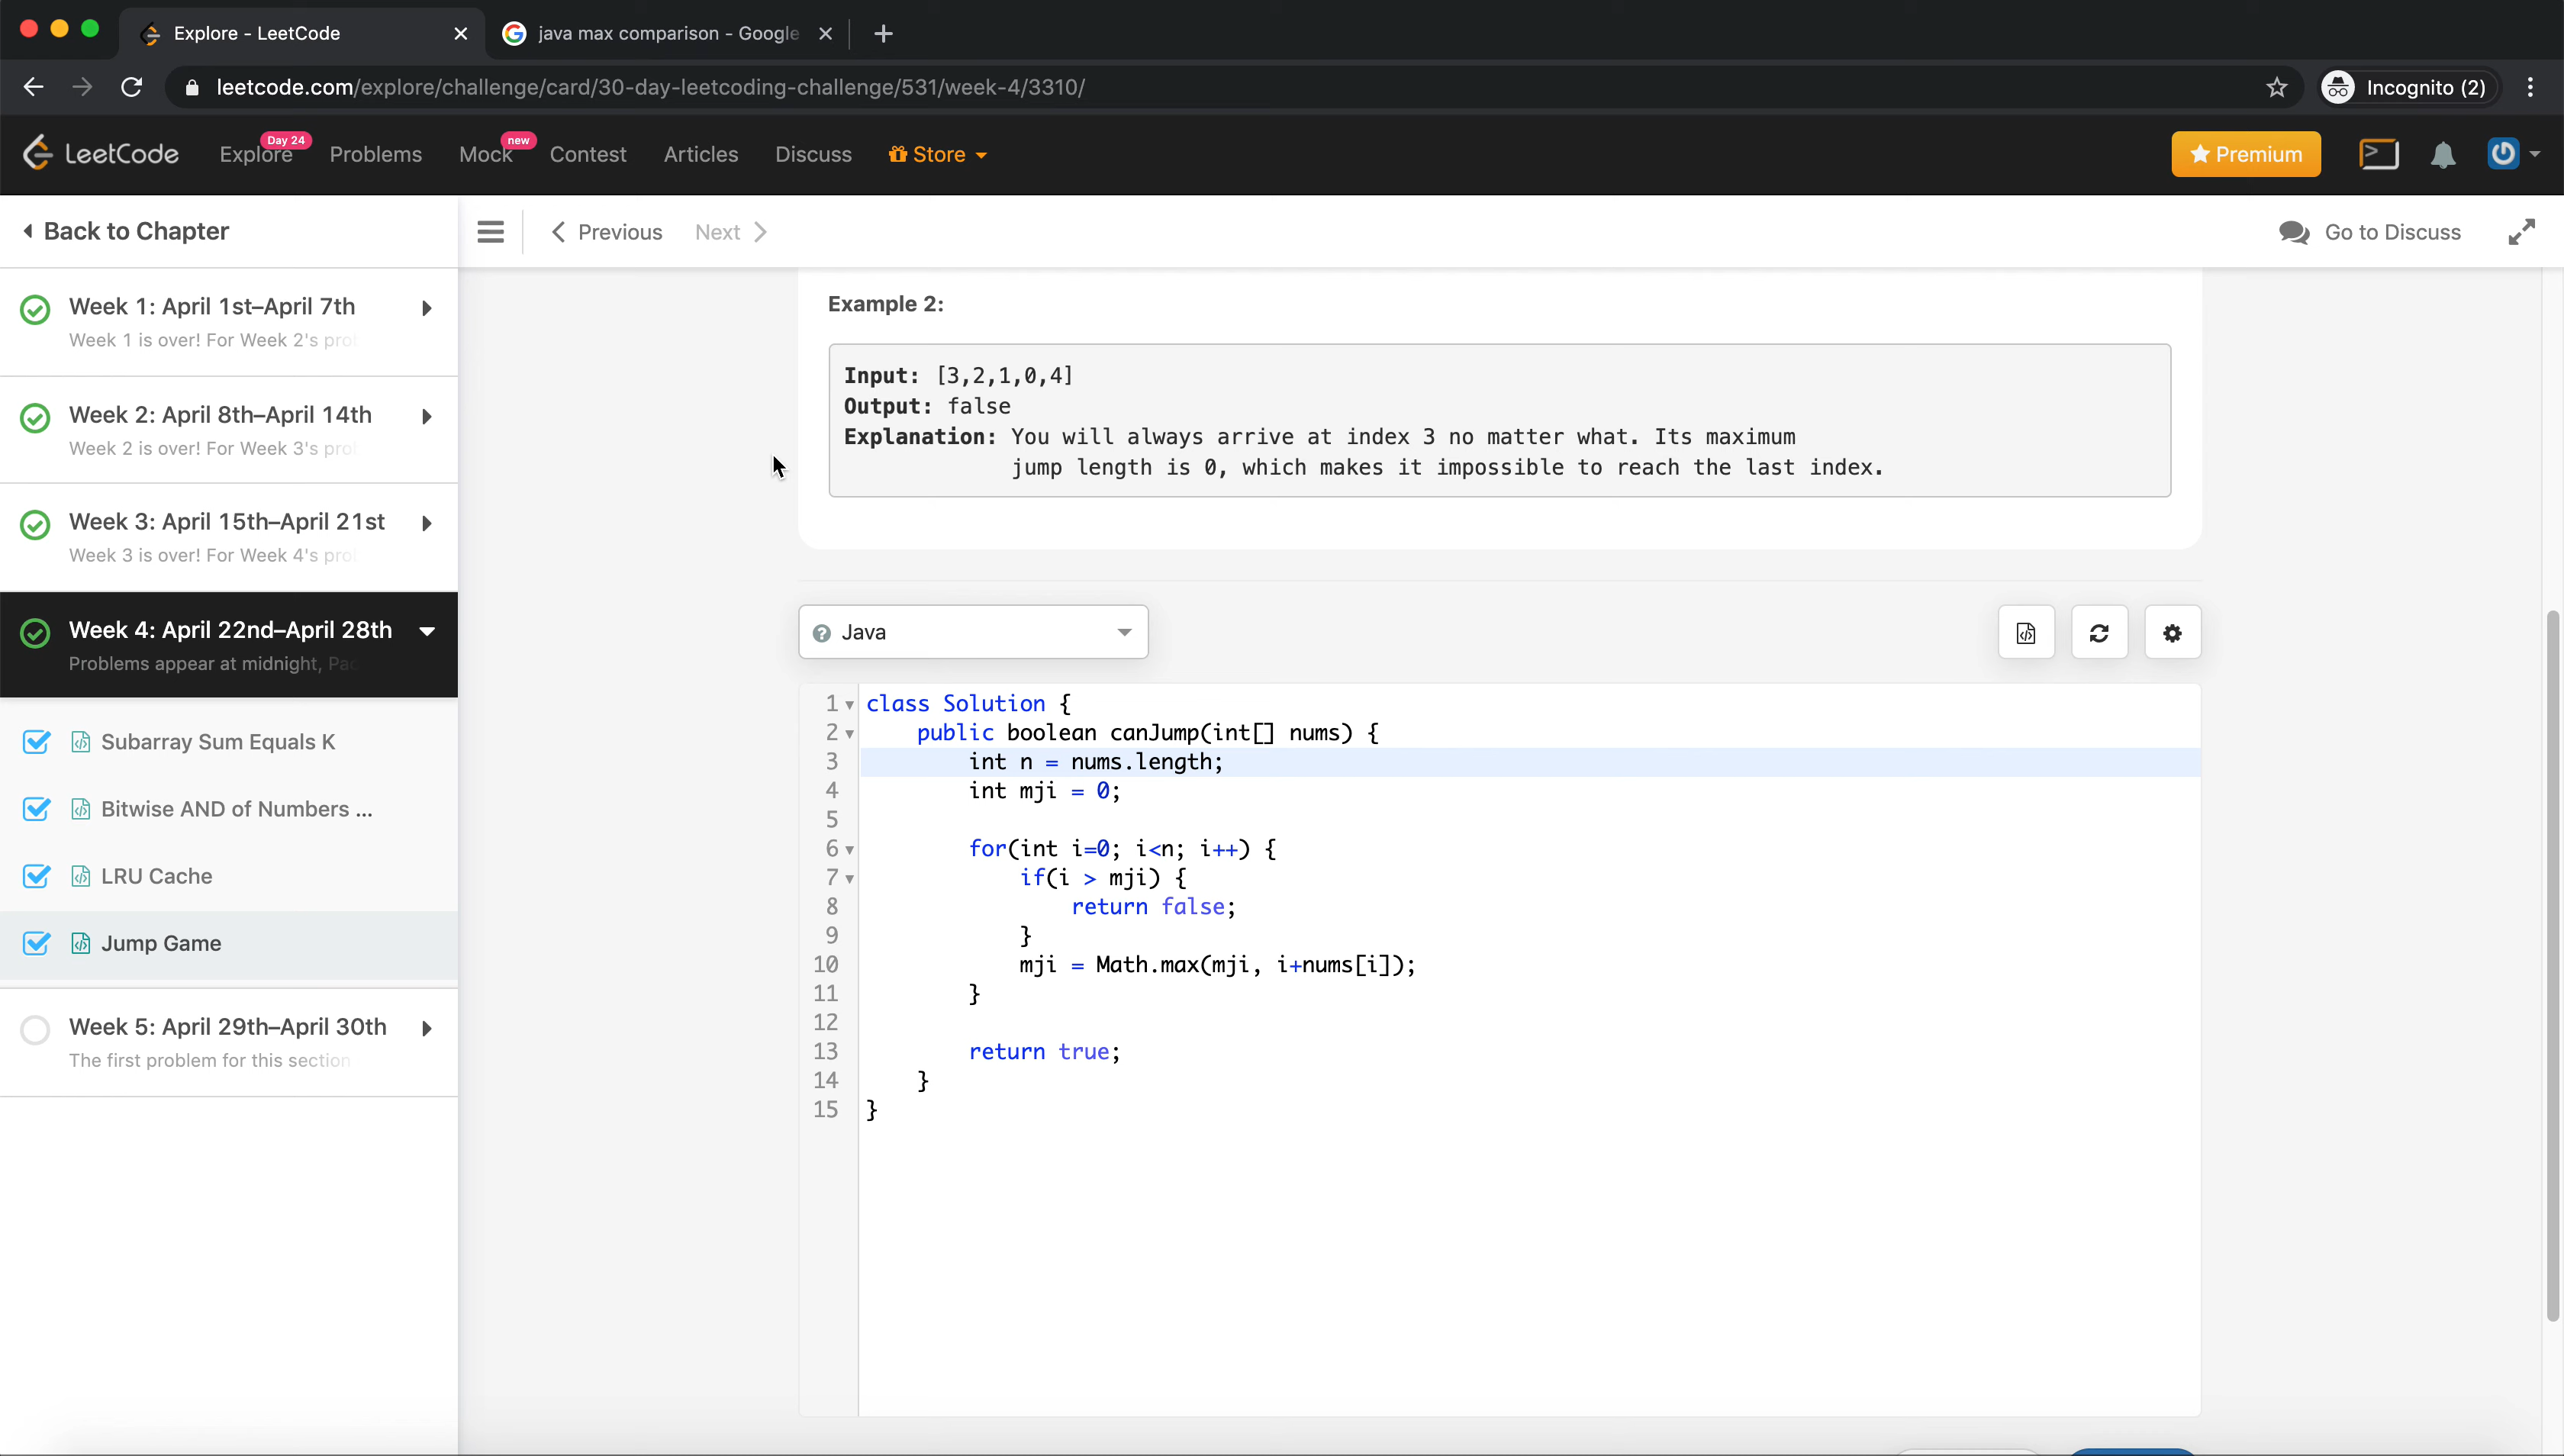 Explore - LeetCode
java max comparison - Google
leetcode.com/explore/challenge/card/30-day-leetcoding-challenge/531/week-4/3310/
Incognito (2)
LeetCode
Explore
Day 24
Problems
Mock
new
Contest
Articles
Discuss
Store
Premium
Back to Chapter
Previous
Next
Go to Discuss
Week 1: April 1st–April 7th
Week 1 is over! For Week 2's
Week 2: April 8th–April 14th
Week 2 is over! For Week 3's
Week 3: April 15th–April 21st
Week 3 is over! For Week 4's
Week 4: April 22nd–April 28th
Problems appear at midnight,
Subarray Sum Equals K
Bitwise AND of Numbers ...
LRU Cache
Jump Game
Week 5: April 29th–April 30th
The first problem for this section
Example 2:
Input: [3,2,1,0,4]
Output: false
Explanation: You will always arrive at index 3 no matter what. Its maximum
jump length is 0, which makes it impossible to reach the last index.
Java
1 class Solution {
2 public boolean canJump(int[] nums) {
3 int n = nums.length;
4 int mji = 0;
5
6 for(int i=0; i<n; i++) {
7 if(i > mji) {
8 return false;
9 }
10 mji = Math.max(mji, i+nums[i]);
11 }
12
13 return true;
14 }
15 }